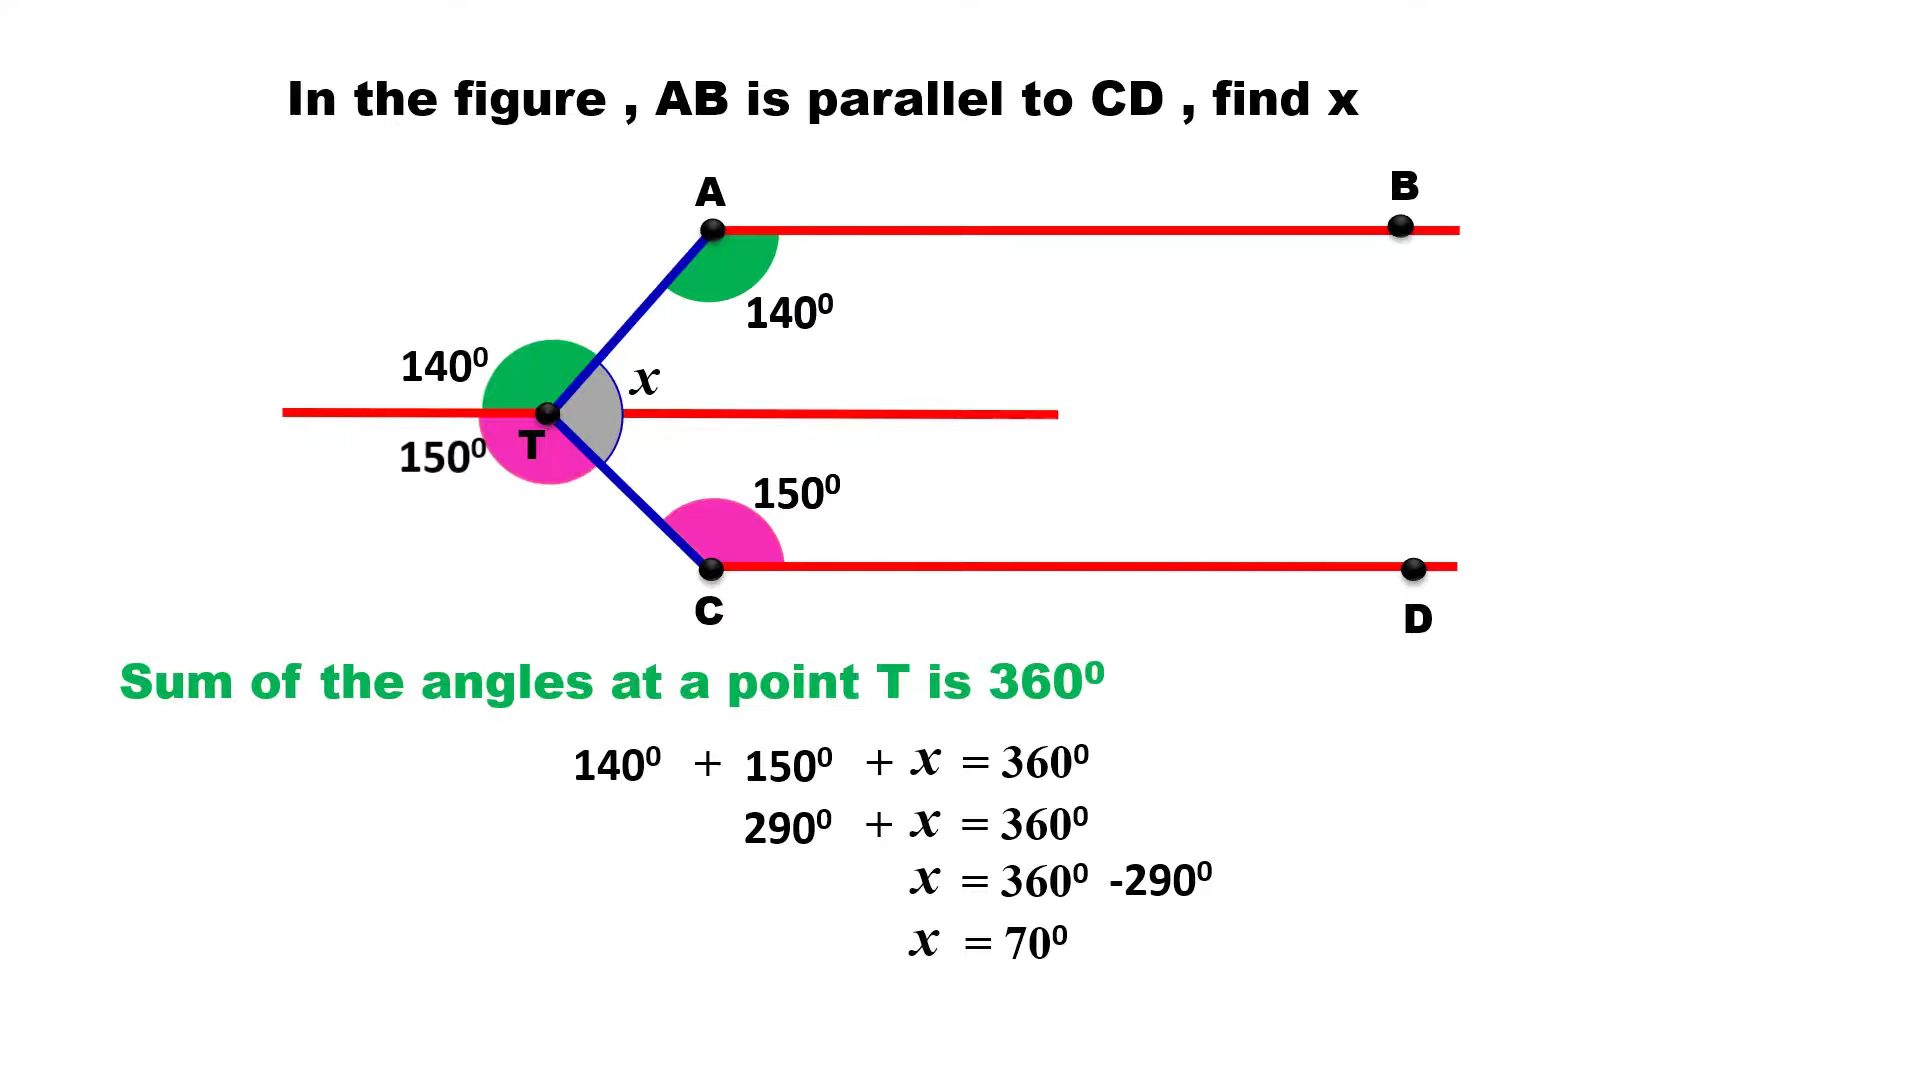 In the figure , AB is parallel to CD , find x
A
B
140⁰
140⁰
x
T
150⁰
150⁰
C
D
Sum of the angles at a point T is 360⁰
140⁰ + 150⁰ + x = 360⁰
290⁰ + x = 360⁰
x = 360⁰ -290⁰
x = 70⁰